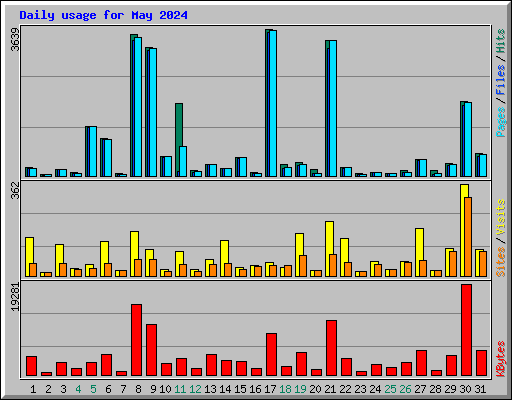 Daily usage for May 2024
3639
362
19281
Pages / Files / Hits
Sites / Visits
KBytes
1 2 3 4 5 6 7 8 9 10 11 12 13 14 15 16 17 18 19 20 21 22 23 24 25 26 27 28 29 30 31